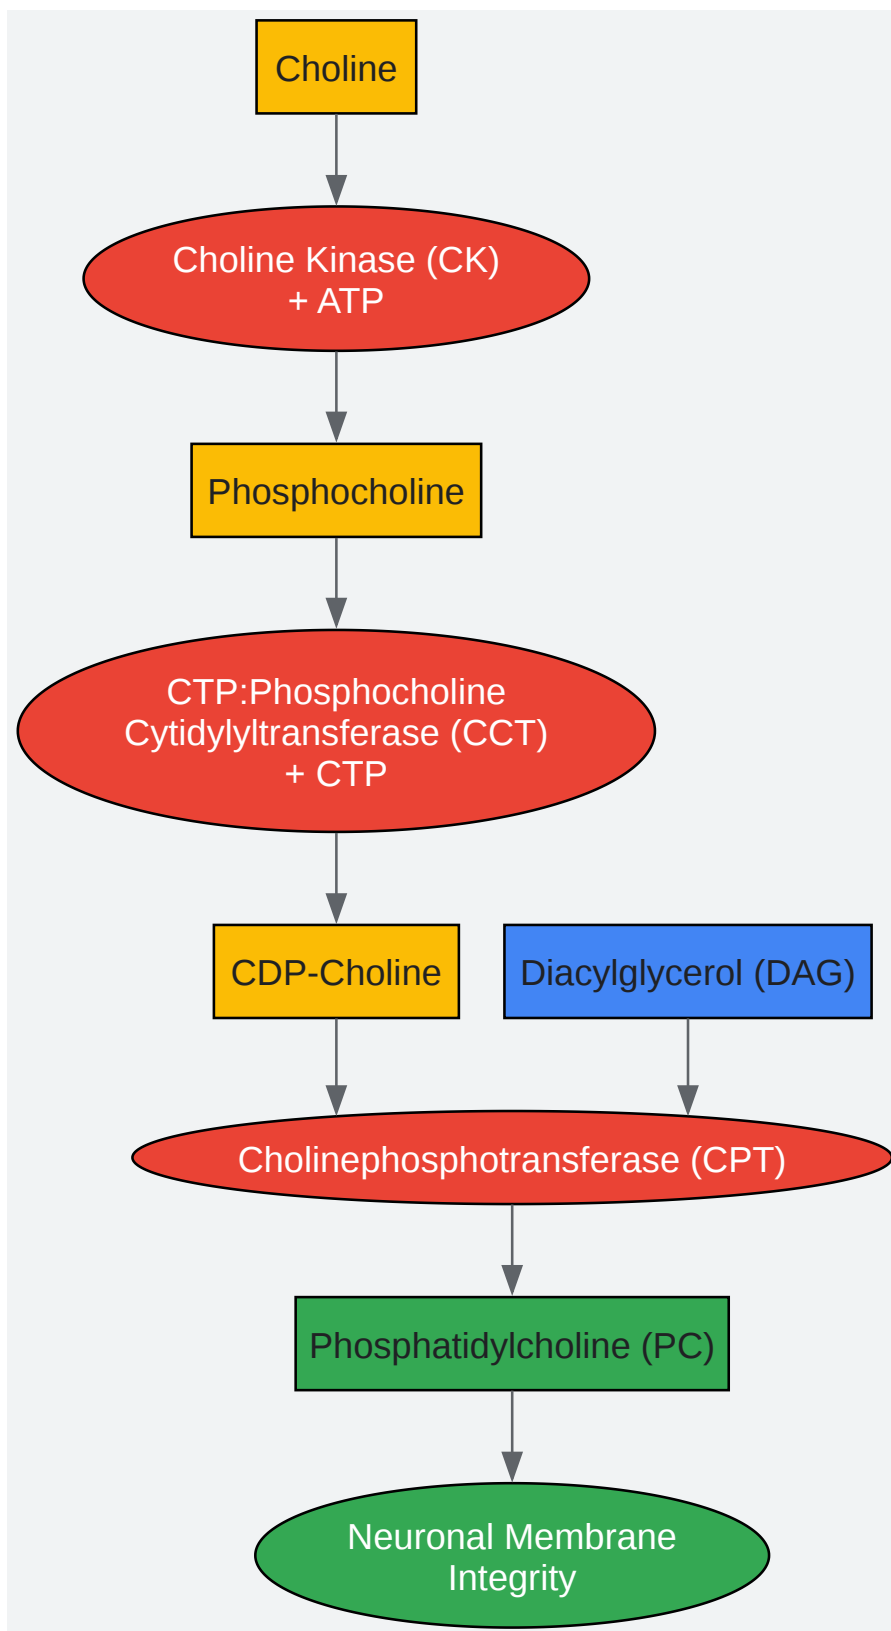 Choline
Choline Kinase (CK)
+ ATP
Phosphocholine
CTP:Phosphocholine
Cytidylyltransferase (CCT)
+ CTP
CDP-Choline
Diacylglycerol (DAG)
Cholinephosphotransferase (CPT)
Phosphatidylcholine (PC)
Neuronal Membrane
Integrity